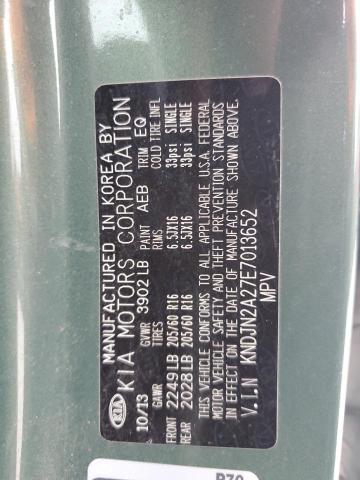 MANUFACTURED IN KOREA BY
KIA KIA MOTORS CORPORATION
10/13 GVWR 3902LB PAINT AEB TRIM EQ
GAWR TIRES RIMS COLD TIRE INFL
FRONT 2249LB 205/60 R16 6.5JX16 33psi SINGLE
REAR 2028LB 205/60 R16 6.5JX16 33psi SINGLE
THIS VEHICLE CONFORMS TO ALL APPLICABLE U.S.A. FEDERAL
MOTOR VEHICLE SAFETY AND THEFT PREVENTION STANDARDS
IN EFFECT ON THE DATE OF MANUFACTURE SHOWN ABOVE.
V.I.N KNDJN2A27E7013652
MPV